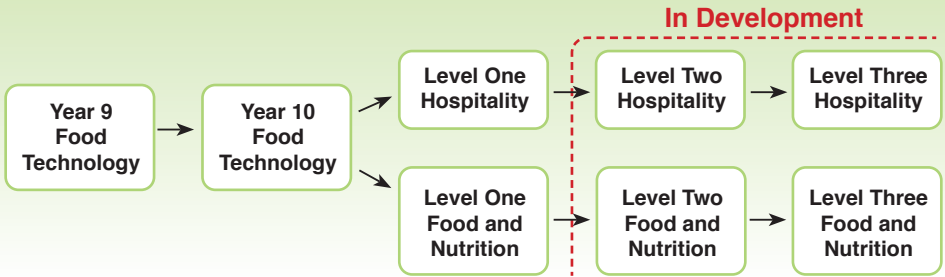 In Development
Year 9
Food
Technology
Year 10
Food
Technology
Level One
Hospitality
Level Two
Hospitality
Level Three
Hospitality
Level One
Food and
Nutrition
Level Two
Food and
Nutrition
Level Three
Food and
Nutrition